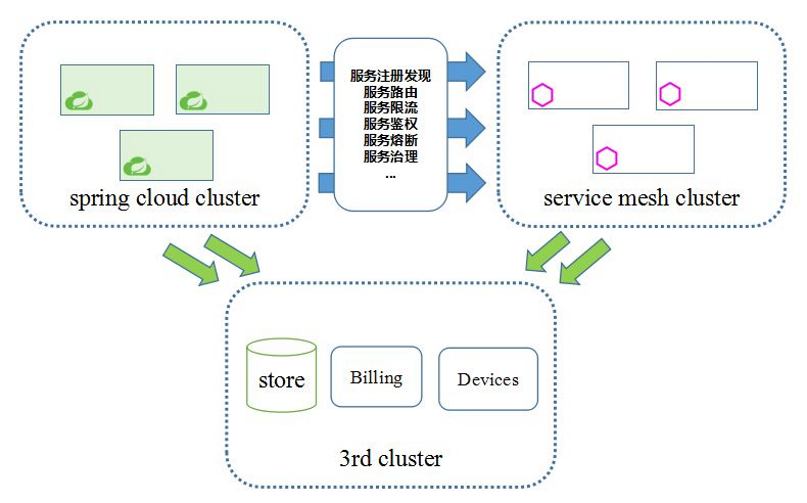 服务注册发现
服务路由
服务限流
服务鉴权
服务熔断
服务治理
...
spring cloud cluster
service mesh cluster
store
Billing
Devices
3rd cluster